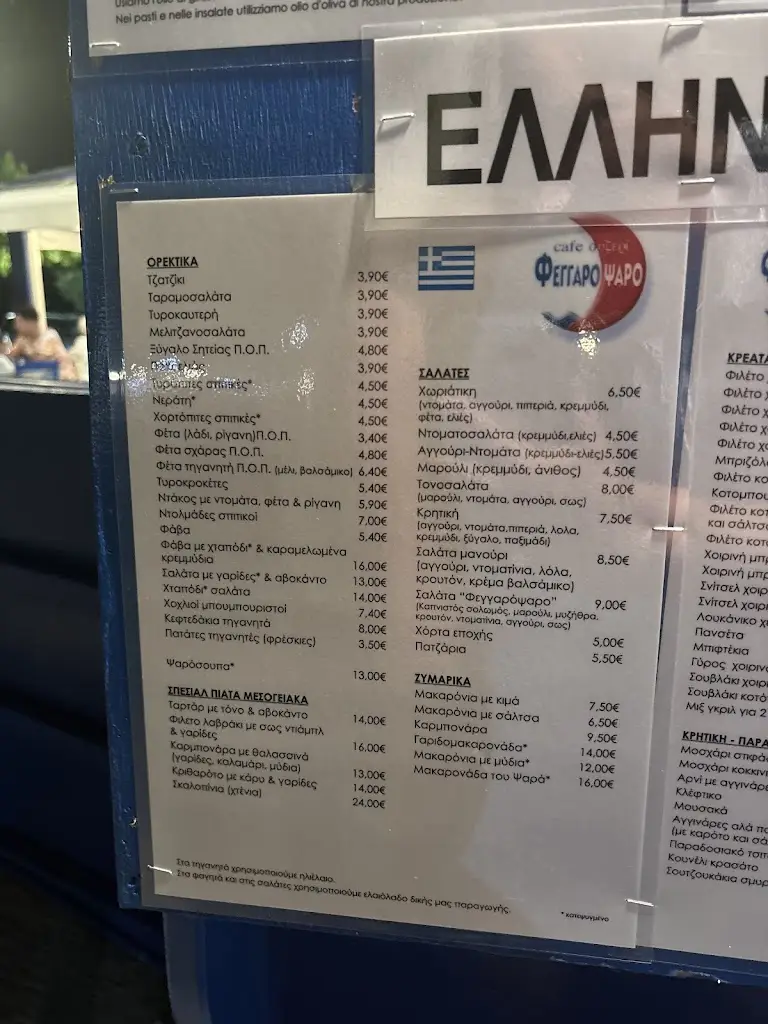 Nei pasti e nelle insalate utilizziamo olio d'oliva di nostra
ΕΛΛΗΝ
cafe ουζερί
ΦΕΓΓΑΡΟΨΑΡΟ
ΟΡΕΚΤΙΚΑ
Τζατζίκι 3,90€
Ταραμοσαλάτα 3,90€
Τυροκαυτερή 3,90€
Μελιτζανοσαλάτα 3,90€
Ξύγαλο Σητείας Π.Ο.Π. 4,80€
3,90€
Τυρόπιτες σπιτικές* 4,50€
Νεράτη* 4,50€
Χορτόπιτες σπιτικές* 4,50€
Φέτα (λάδι, ρίγανη)Π.Ο.Π. 3,40€
Φέτα σχάρας Π.Ο.Π. 4,80€
Φέτα τηγανητή Π.Ο.Π. (μέλι, βαλσάμικο) 6,40€
Τυροκροκέτες 5,40€
Ντάκος με ντομάτα, φέτα & ρίγανη 5,90€
Ντολμάδες σπιτικοί 7,00€
Φάβα 5,40€
Φάβα με χταπόδι* & καραμελωμένα
κρεμμύδια 16,00€
Σαλάτα με γαρίδες* & αβοκάντο 13,00€
Χταπόδι* σαλάτα 14,00€
Χοχλιοί μπουμπουριστοί 7,40€
Κεφτεδάκια τηγανητά 8,00€
Πατάτες τηγανητές (φρέσκιες) 3,50€
Ψαρόσουπα* 13,00€
ΣΠΕΣΙΑΛ ΠΙΑΤΑ ΜΕΣΟΓΕΙΑΚΑ
Ταρτάρ με τόνο & αβοκάντο 14,00€
Φιλέτο λαβράκι με σως ντιάμπλ
& γαρίδες 16,00€
Καρμπονάρα με θαλασσινά
(γαρίδες, καλαμάρι, μύδια) 13,00€
Κριθαρότο με κάρυ & γαρίδες 14,00€
Σκαλοπίνια (χτένια) 24,00€
ΣΑΛΑΤΕΣ
Χωριάτικη 6,50€
(ντομάτα, αγγούρι, πιπεριά, κρεμμύδι,
φέτα, ελιές)
Ντοματοσαλάτα (κρεμμύδι,ελιές) 4,50€
Αγγούρι-Ντομάτα (κρεμμύδι-ελιές)5,50€
Μαρούλι (κρεμμύδι, άνιθος) 4,50€
Τονοσαλάτα 8,00€
(μαρούλι, ντομάτα, αγγούρι, σως)
Κρητική 7,50€
(αγγούρι, ντομάτα,πιπεριά, λολα,
κρεμμύδι, ξύγαλο, παξιμάδι)
Σαλάτα μανούρι 8,50€
(αγγούρι, ντοματίνια, λόλα,
κρουτόν, κρέμα βαλσάμικο)
Σαλάτα "Φεγγαρόψαρο" 9,00€
(Καπνιστός σολωμός, μαρούλι, μυζήθρα,
κρουτόν, ντοματίνια, αγγούρι, σως)
Χόρτα εποχής 5,00€
Πατζάρια 5,50€
ΖΥΜΑΡΙΚΑ
Μακαρόνια με κιμά 7,50€
Μακαρόνια με σάλτσα 6,50€
Καρμπονάρα 9,50€
Γαριδομακαρονάδα* 14,00€
Μακαρόνια με μύδια* 12,00€
Μακαρονάδα του Ψαρά* 16,00€
Στα τηγανητά χρησιμοποιούμε ηλιέλαιο.
Στα φαγητά και στις σαλάτες χρησιμοποιούμε ελαιόλαδο δικής μας παραγωγής.
* κατεψυγμένο
ΚΡΕΑΤΑ
Φιλέτο
Φιλέτο
Φιλέτο χ
Φιλέτο χ
Φιλέτο χο
Μπριζόλ
Φιλέτο κο
Κοτομπου
Φιλέτο κοτ
και σάλτσ
Φιλέτο κοτ
Χοιρινή μπ
Χοιρινή μπρ
Σνίτσελ χοιρ
Σνίτσελ χοιρ
Λουκάνικο χ
Πανσέτα
Μπιφτέκια
Γύρος χοιριν
Σουβλάκι χοιρ
Σουβλάκι κοτό
Μιξ γκριλ για 2
ΚΡΗΤΙΚΗ - ΠΑΡΑ
Μοσχάρι στιφά
Μοσχάρι κοκκιν
Αρνί με αγγινάρε
Κλέφτικο
Μουσακά
Αγγινάρες αλά πο
(με καρότο και σά
Παραδοσιακό τσιπ
Κουνέλι κρασάτο
Σουτζουκάκια σμυρ